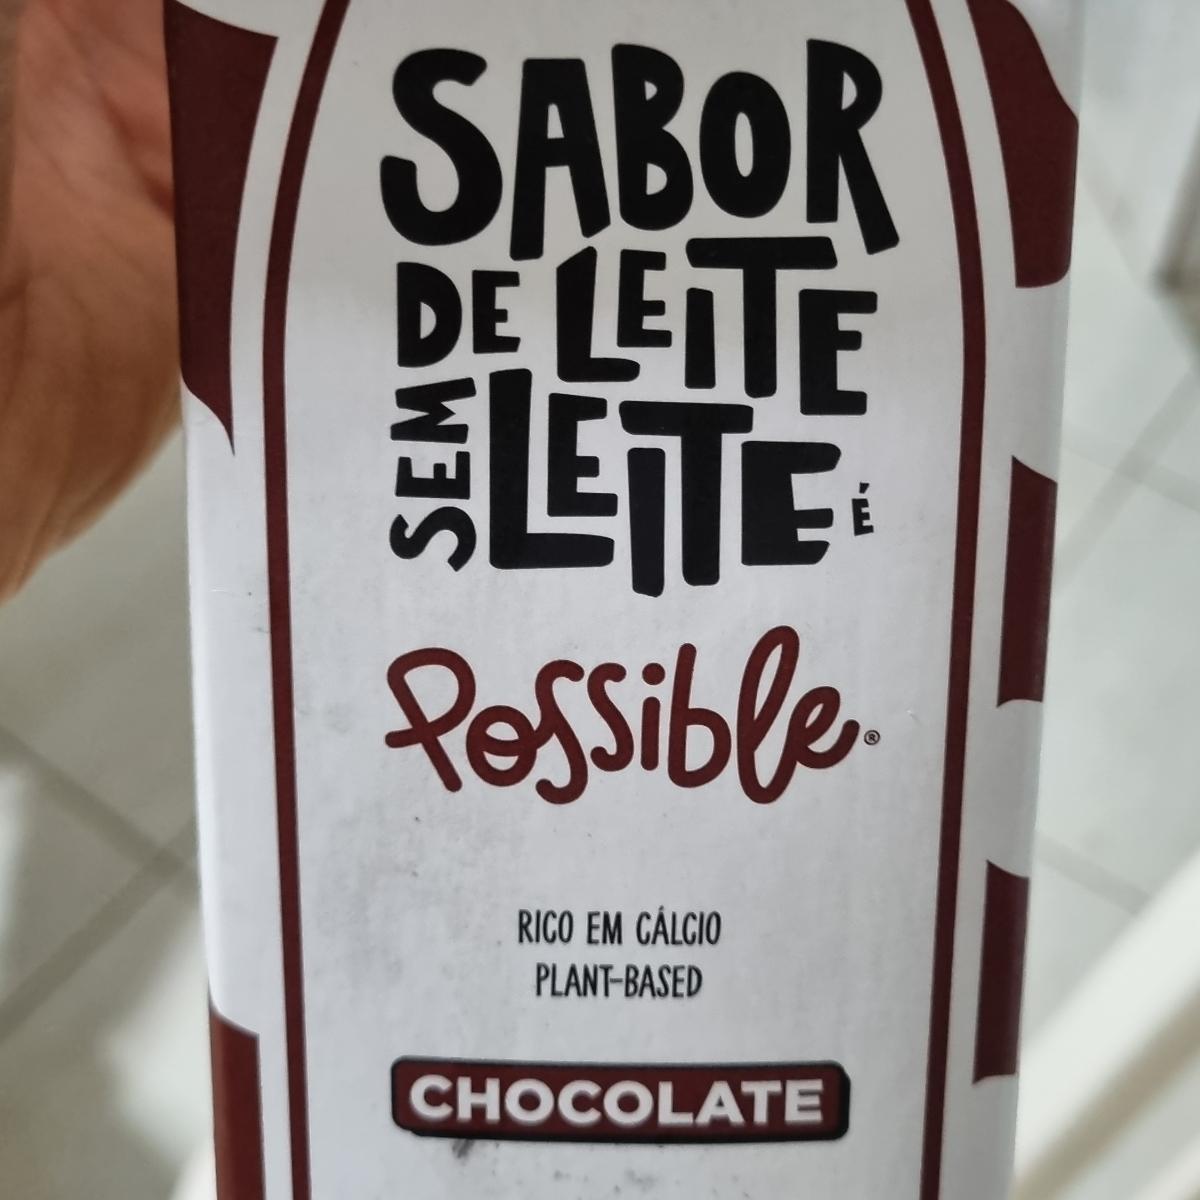 SABOR
DE LEITE
SEM LEITE É
Possible®
RICO EM CÁLCIO
PLANT-BASED
CHOCOLATE